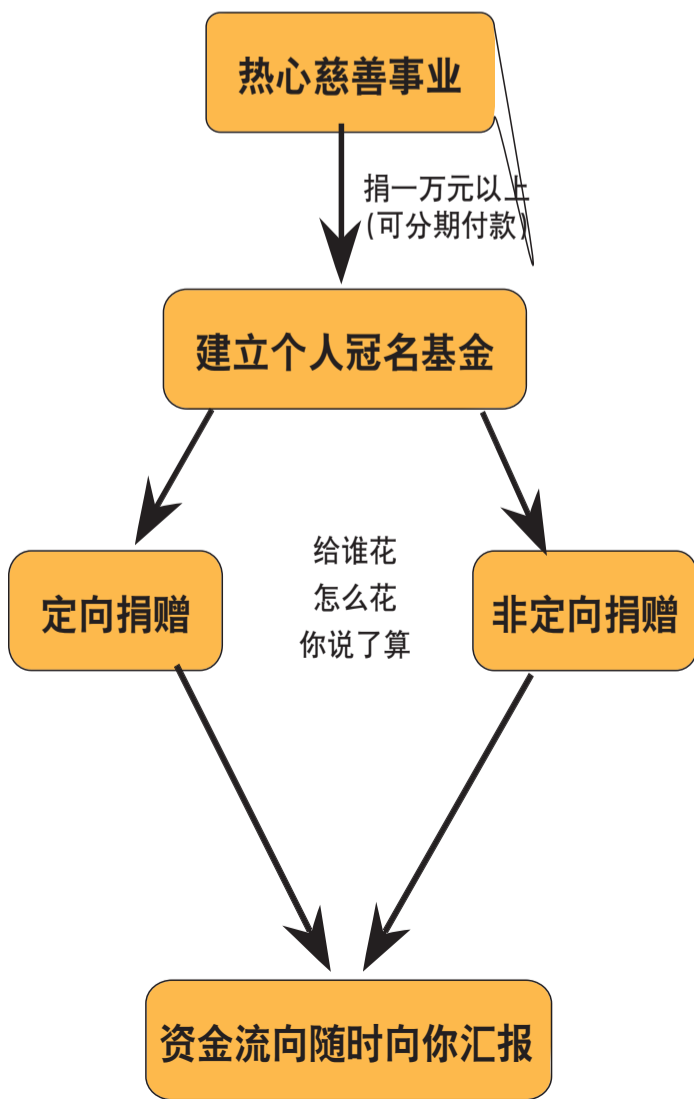 热心慈善事业
捐一万元以上
(可分期付款)
建立个人冠名基金
给谁花
怎么花
你说了算
定向捐赠
非定向捐赠
资金流向随时向你汇报